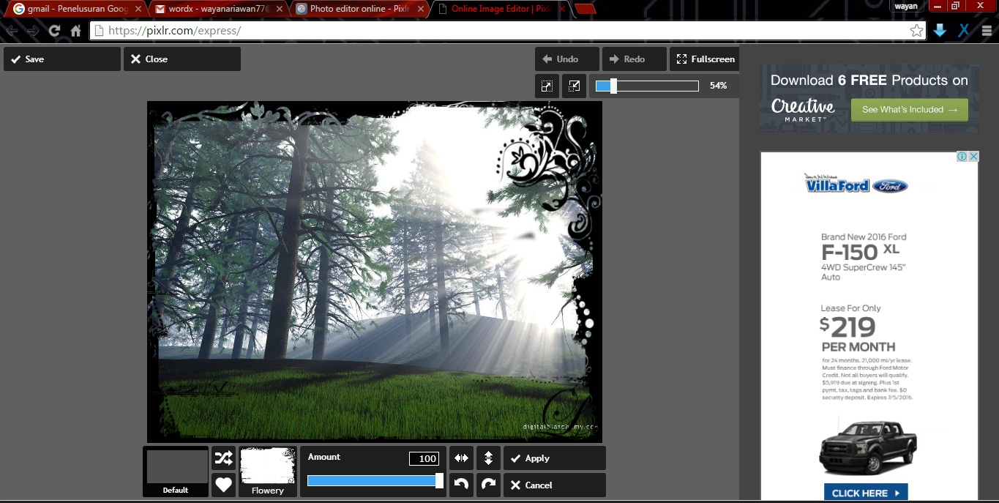 gmail - Penelusuran Goog
wordx - wayanariawan77@
Photo editor online - Pixlr
Online Image Editor | Pixlr
wayan
https://pixlr.com/express/
Save
Close
Undo
Redo
Fullscreen
54%
Download 6 FREE Products on
Creative
MARKET™
See What's Included →
VillaFord
Ford
Brand New 2016 Ford
F-150 XL
4WD SuperCrew 145"
Auto
Lease For Only
$219
PER MONTH
for 24 months. 21,000 mi/yr lease.
Must finance through Ford Motor
Credit. Not all buyers will qualify.
$5,919 due at signing. Plus 1st
pymt, tax, tags and bank fee. $0
security deposit. Expires 7/5/2016.
CLICK HERE
Default
Flowery
Amount
100
Apply
Cancel